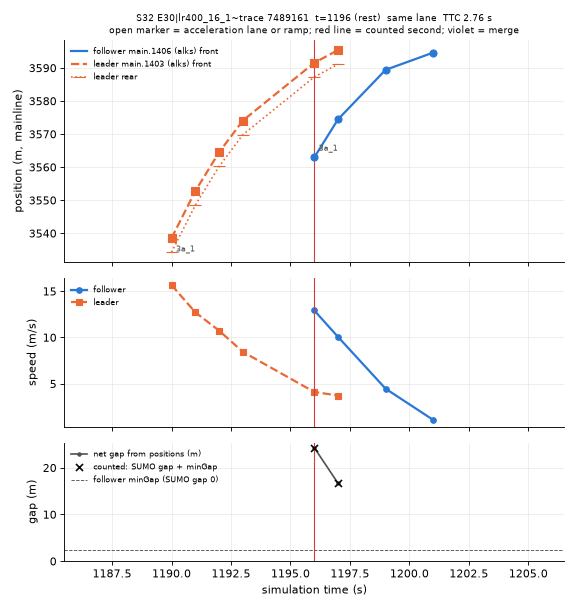 S32 E30|lr400_16_1~trace 7489161  t=1196 (rest)  same lane  TTC 2.76 s
open marker = acceleration lane or ramp; red line = counted second; violet = merge
follower main.1406 (alks) front
leader main.1403 (alks) front
leader rear
position (m, mainline)
3590
3580
3570
3560
3550
3540
3a_1
3a_1
follower
leader
speed (m/s)
15
10
5
net gap from positions (m)
counted: SUMO gap + minGap
follower minGap (SUMO gap 0)
gap (m)
20
10
0
1187.5
1190.0
1192.5
1195.0
1197.5
1200.0
1202.5
1205.0
simulation time (s)